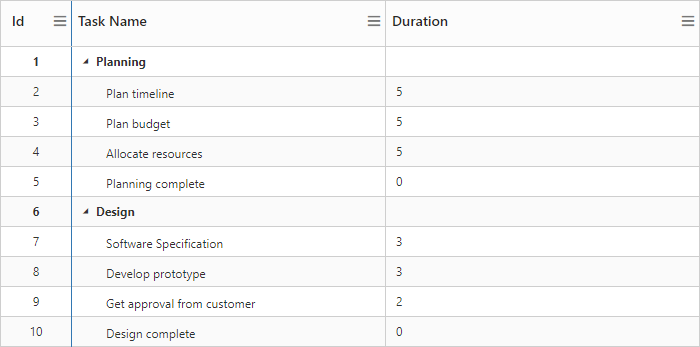 Id Task Name Duration
1 Planning
2 Plan timeline 5
3 Plan budget 5
4 Allocate resources 5
5 Planning complete 0
6 Design
7 Software Specification 3
8 Develop prototype 3
9 Get approval from customer 2
10 Design complete 0